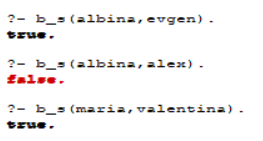 ?- b_s(albina,evgen).
true.
?- b_s(albina,alex).
false.
?- b_s(maria,valentina).
true.